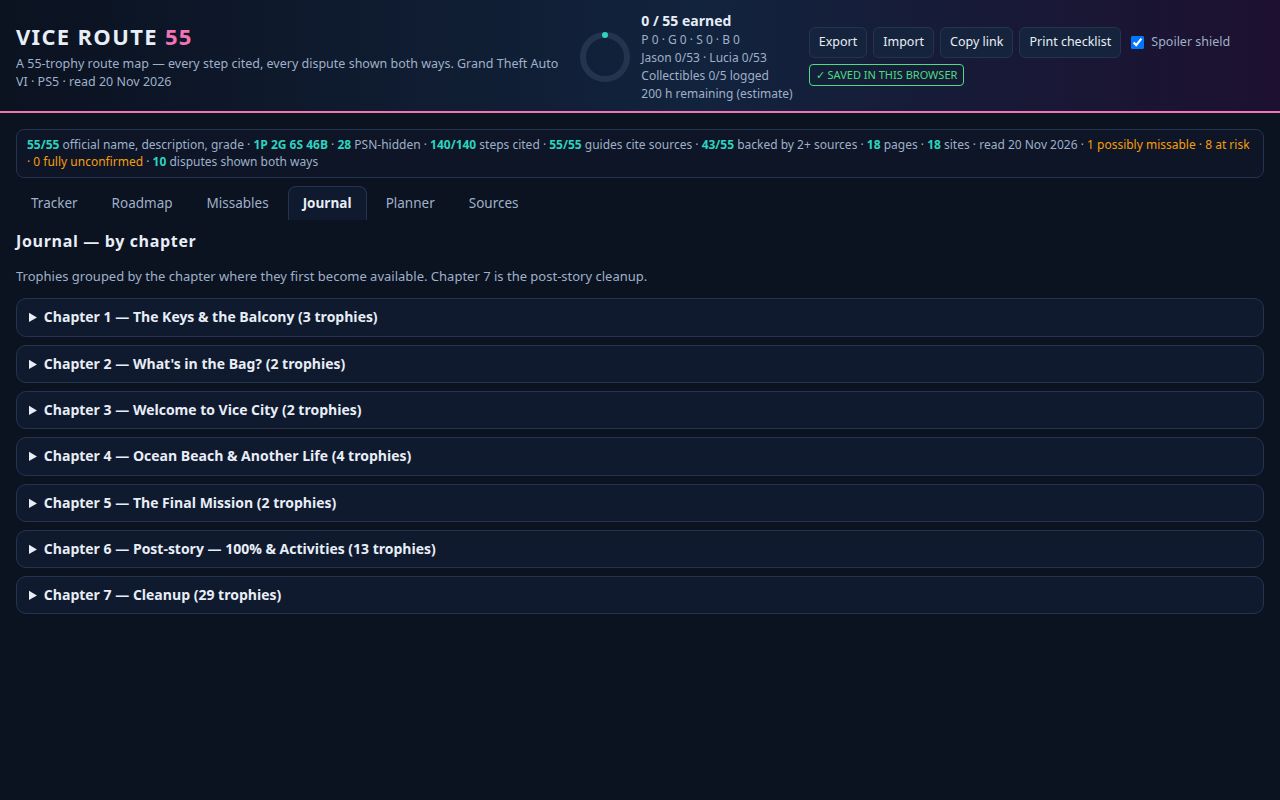 VICE ROUTE 55
A 55-trophy route map — every step cited, every dispute shown both ways. Grand Theft Auto
VI · PS5 · read 20 Nov 2026
0 / 55 earned
P 0 · G 0 · S 0 · B 0
Jason 0/53 · Lucia 0/53
Collectibles 0/5 logged
200 h remaining (estimate)
Export Import Copy link Print checklist Spoiler shield
✓ SAVED IN THIS BROWSER
55/55 official name, description, grade · 1P 2G 6S 46B · 28 PSN-hidden · 140/140 steps cited · 55/55 guides cite sources · 43/55 backed by 2+ sources · 18 pages · 18 sites · read 20 Nov 2026 · 1 possibly missable · 8 at risk
· 0 fully unconfirmed · 10 disputes shown both ways
Tracker Roadmap Missables Journal Planner Sources
Journal — by chapter
Trophies grouped by the chapter where they first become available. Chapter 7 is the post-story cleanup.
▶ Chapter 1 — The Keys & the Balcony (3 trophies)
▶ Chapter 2 — What's in the Bag? (2 trophies)
▶ Chapter 3 — Welcome to Vice City (2 trophies)
▶ Chapter 4 — Ocean Beach & Another Life (4 trophies)
▶ Chapter 5 — The Final Mission (2 trophies)
▶ Chapter 6 — Post-story — 100% & Activities (13 trophies)
▶ Chapter 7 — Cleanup (29 trophies)